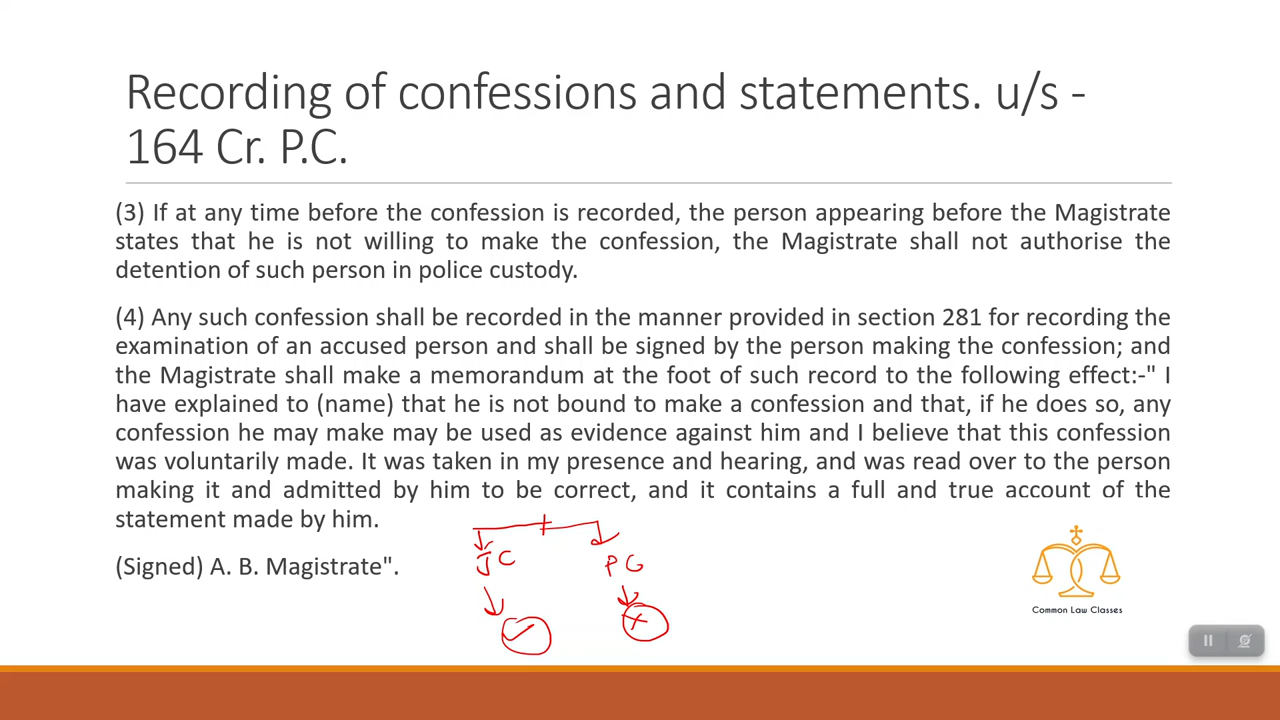 Recording of confessions and statements. u/s -
164 Cr. P.C.
(3) If at any time before the confession is recorded, the person appearing before the Magistrate
states that he is not willing to make the confession, the Magistrate shall not authorise the
detention of such person in police custody.
(4) Any such confession shall be recorded in the manner provided in section 281 for recording the
examination of an accused person and shall be signed by the person making the confession; and
the Magistrate shall make a memorandum at the foot of such record to the following effect:-" I
have explained to (name) that he is not bound to make a confession and that, if he does so, any
confession he may make may be used as evidence against him and I believe that this confession
was voluntarily made. It was taken in my presence and hearing, and was read over to the person
making it and admitted by him to be correct, and it contains a full and true account of the
statement made by him.
JC PC
(Signed) A. B. Magistrate".
Common Law Classes